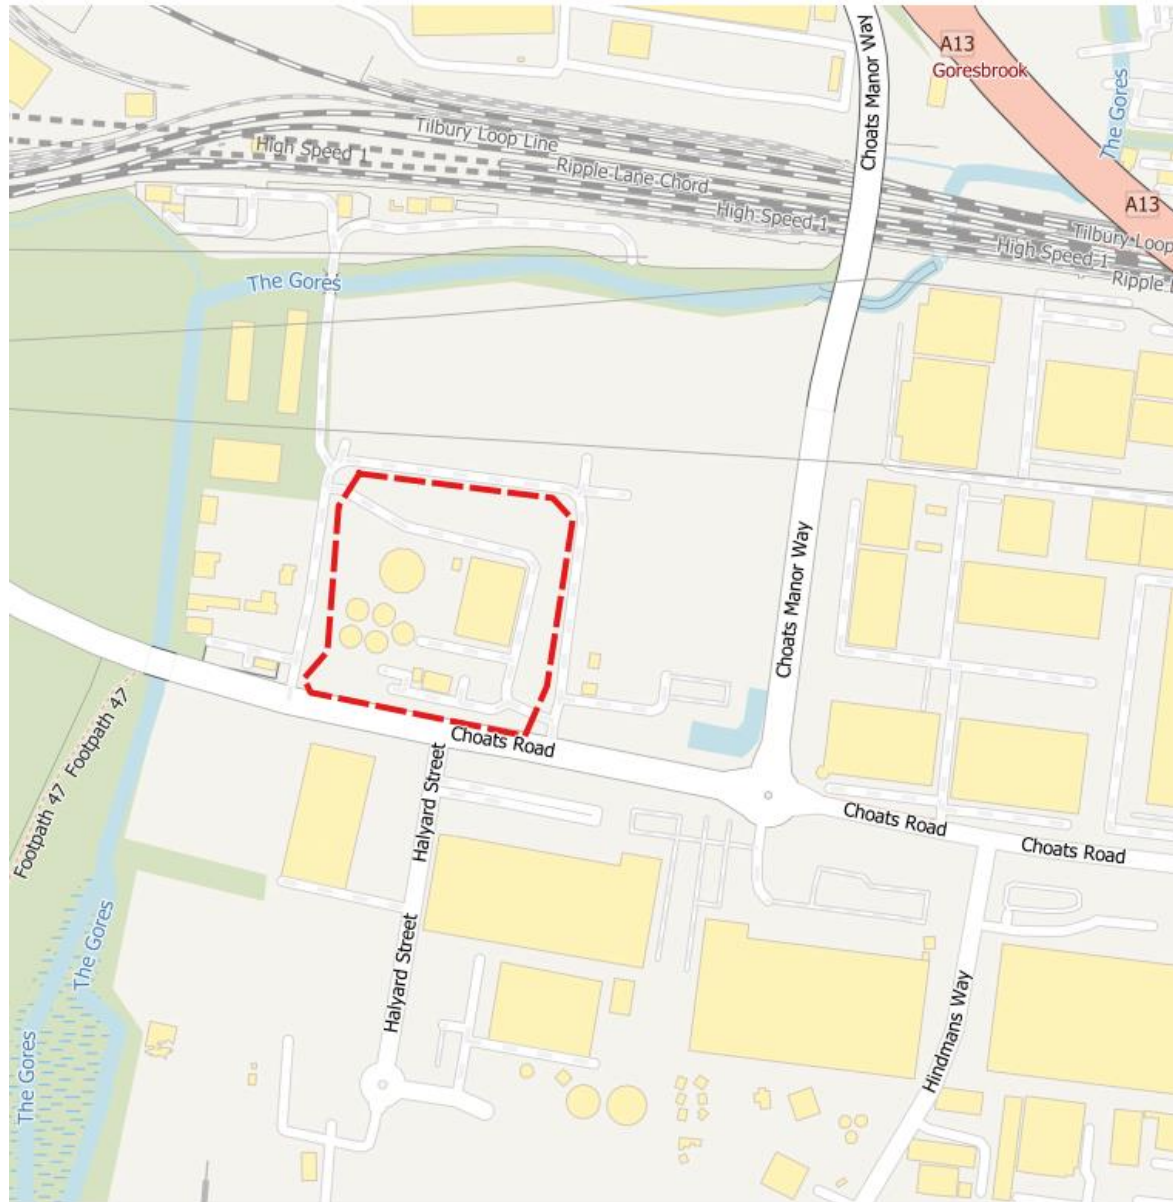 Choats Manor Way
A13
Goresbrook
The Gores
Tilbury Loop Line
High Speed 1
Ripple Lane Chord
High Speed 1
A13
Tilbury Loop
High Speed 1
Ripple L
The Gores
Choats Manor Way
Footpath 47
Footpath 47
Choats Road
Halyard Street
Choats Road
Choats Road
Halyard Street
The Gores
Hindmans Way
The Gores